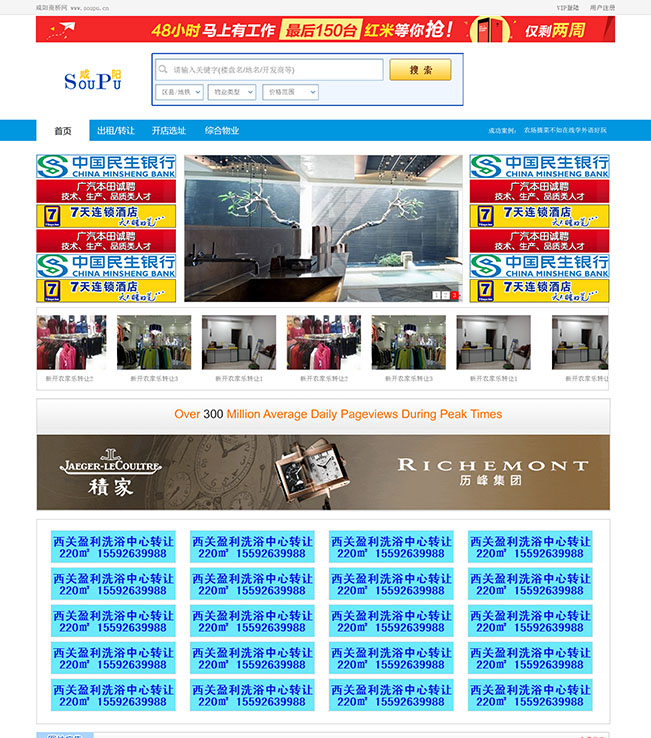 咸阳商桥网 www.soupu.cn
VIP登陆 用户注册
48小时马上有工作 最后150台 红米等你抢! 仅剩两周
咸阳
SouPu
请输入关键字(楼盘名/地名/开发商等)
搜 索
区县/地铁 物业类型 价格范围
首页 出租/转让 开店选址 综合物业
成功案例: 农场摘菜不如在线学外语好玩
中国民生银行
CHINA MINSHENG BANK
广汽本田诚聘
技术、生产、品质类人才
7天连锁酒店
广汽本田诚聘
技术、生产、品质类人才
中国民生银行
CHINA MINSHENG BANK
7天连锁酒店
1 2 3
中国民生银行
CHINA MINSHENG BANK
广汽本田诚聘
技术、生产、品质类人才
7天连锁酒店
广汽本田诚聘
技术、生产、品质类人才
中国民生银行
CHINA MINSHENG BANK
7天连锁酒店
新开农家乐转让2 新开农家乐转让3 新开农家乐转让1 新开农家乐转让2 新开农家乐转让3 新开农家乐转让1 新开农家乐转让
Over 300 Million Average Daily Pageviews During Peak Times
JAEGER-LECOULTRE
積家
RICHEMONT
历峰集团
西关盈利洗浴中心转让 西关盈利洗浴中心转让 西关盈利洗浴中心转让 西关盈利洗浴中心转让
220㎡ 15592639988 220㎡ 15592639988 220㎡ 15592639988 220㎡ 15592639988
西关盈利洗浴中心转让 西关盈利洗浴中心转让 西关盈利洗浴中心转让 西关盈利洗浴中心转让
220㎡ 15592639988 220㎡ 15592639988 220㎡ 15592639988 220㎡ 15592639988
西关盈利洗浴中心转让 西关盈利洗浴中心转让 西关盈利洗浴中心转让 西关盈利洗浴中心转让
220㎡ 15592639988 220㎡ 15592639988 220㎡ 15592639988 220㎡ 15592639988
西关盈利洗浴中心转让 西关盈利洗浴中心转让 西关盈利洗浴中心转让 西关盈利洗浴中心转让
220㎡ 15592639988 220㎡ 15592639988 220㎡ 15592639988 220㎡ 15592639988
西关盈利洗浴中心转让 西关盈利洗浴中心转让 西关盈利洗浴中心转让 西关盈利洗浴中心转让
220㎡ 15592639988 220㎡ 15592639988 220㎡ 15592639988 220㎡ 15592639988